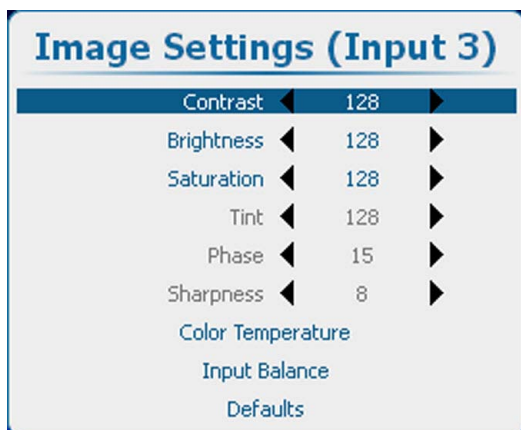 Image Settings (Input 3)
Contrast 128
Brightness 128
Saturation 128
Tint 128
Phase 15
Sharpness 8
Color Temperature
Input Balance
Defaults